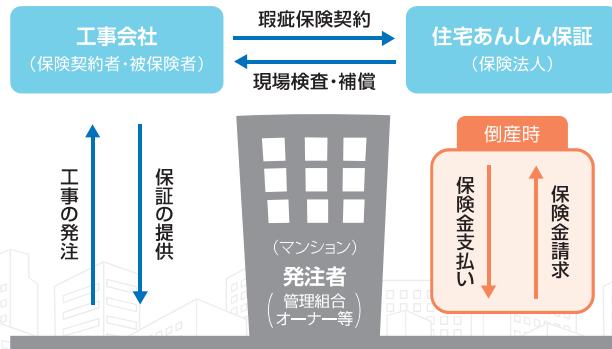 工事会社
（保険契約者・被保険者）
瑕疵保険契約
現場検査・補償
住宅あんしん保証
（保険法人）
工事の発注
保証の提供
（マンション）
発注者
（管理組合
オーナー等）
倒産時
保険金支払い
保険金請求